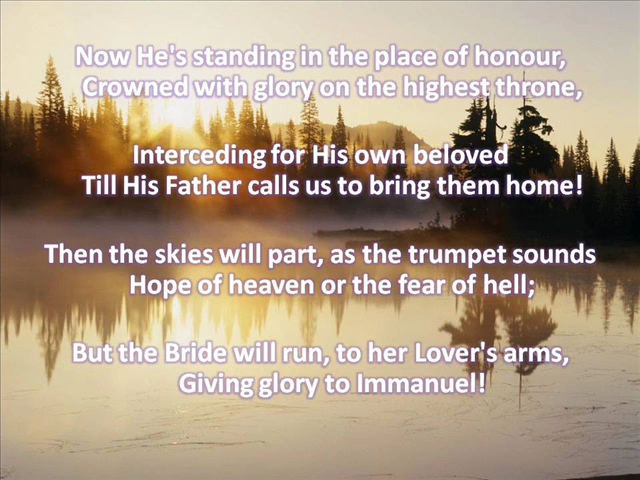 Now He's standing in the place of honour,
Crowned with glory on the highest throne,
Interceding for His own beloved
Till His Father calls us to bring them home!
Then the skies will part, as the trumpet sounds
Hope of heaven or the fear of hell;
But the Bride will run, to her Lover's arms,
Giving glory to Immanuel!